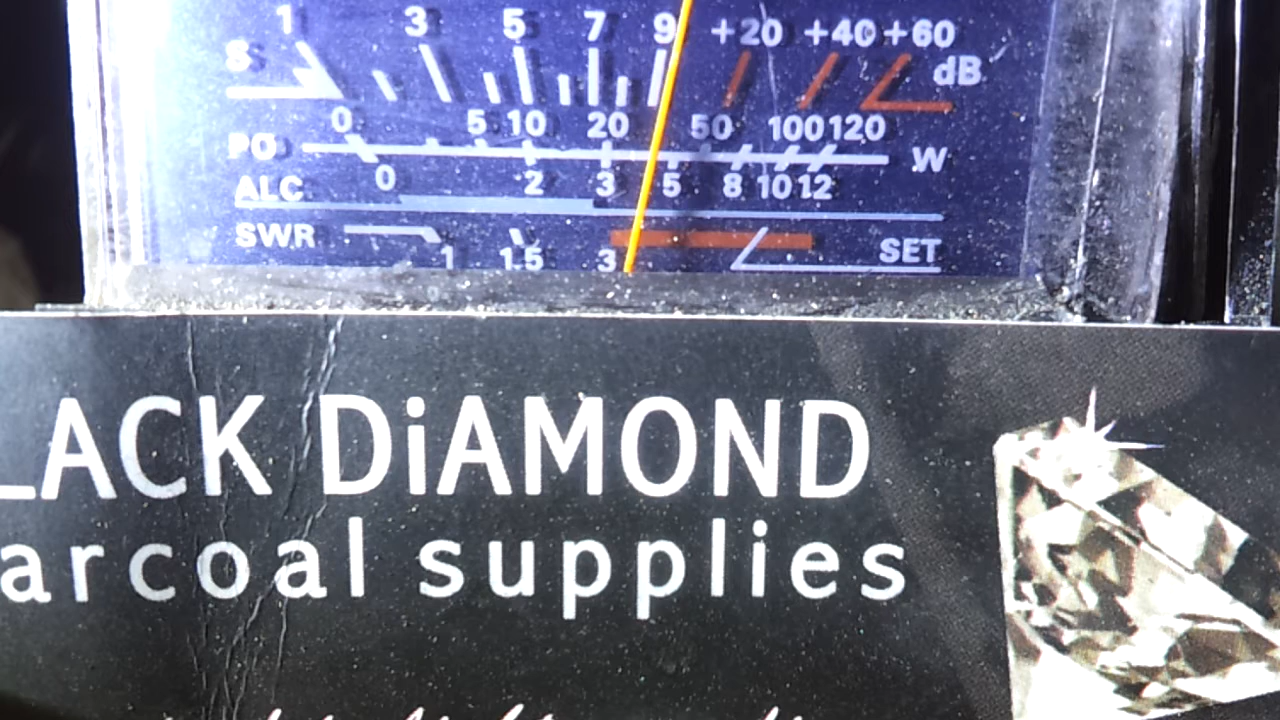 1 3 5 7 9 +20 +40 +60
S dB
0 5 10 20 50 100 120
PO W
0 2 3 5 8 10 12
ALC
SWR SET
1 1.5 3
LACK DiAMOND
arcoal supplies